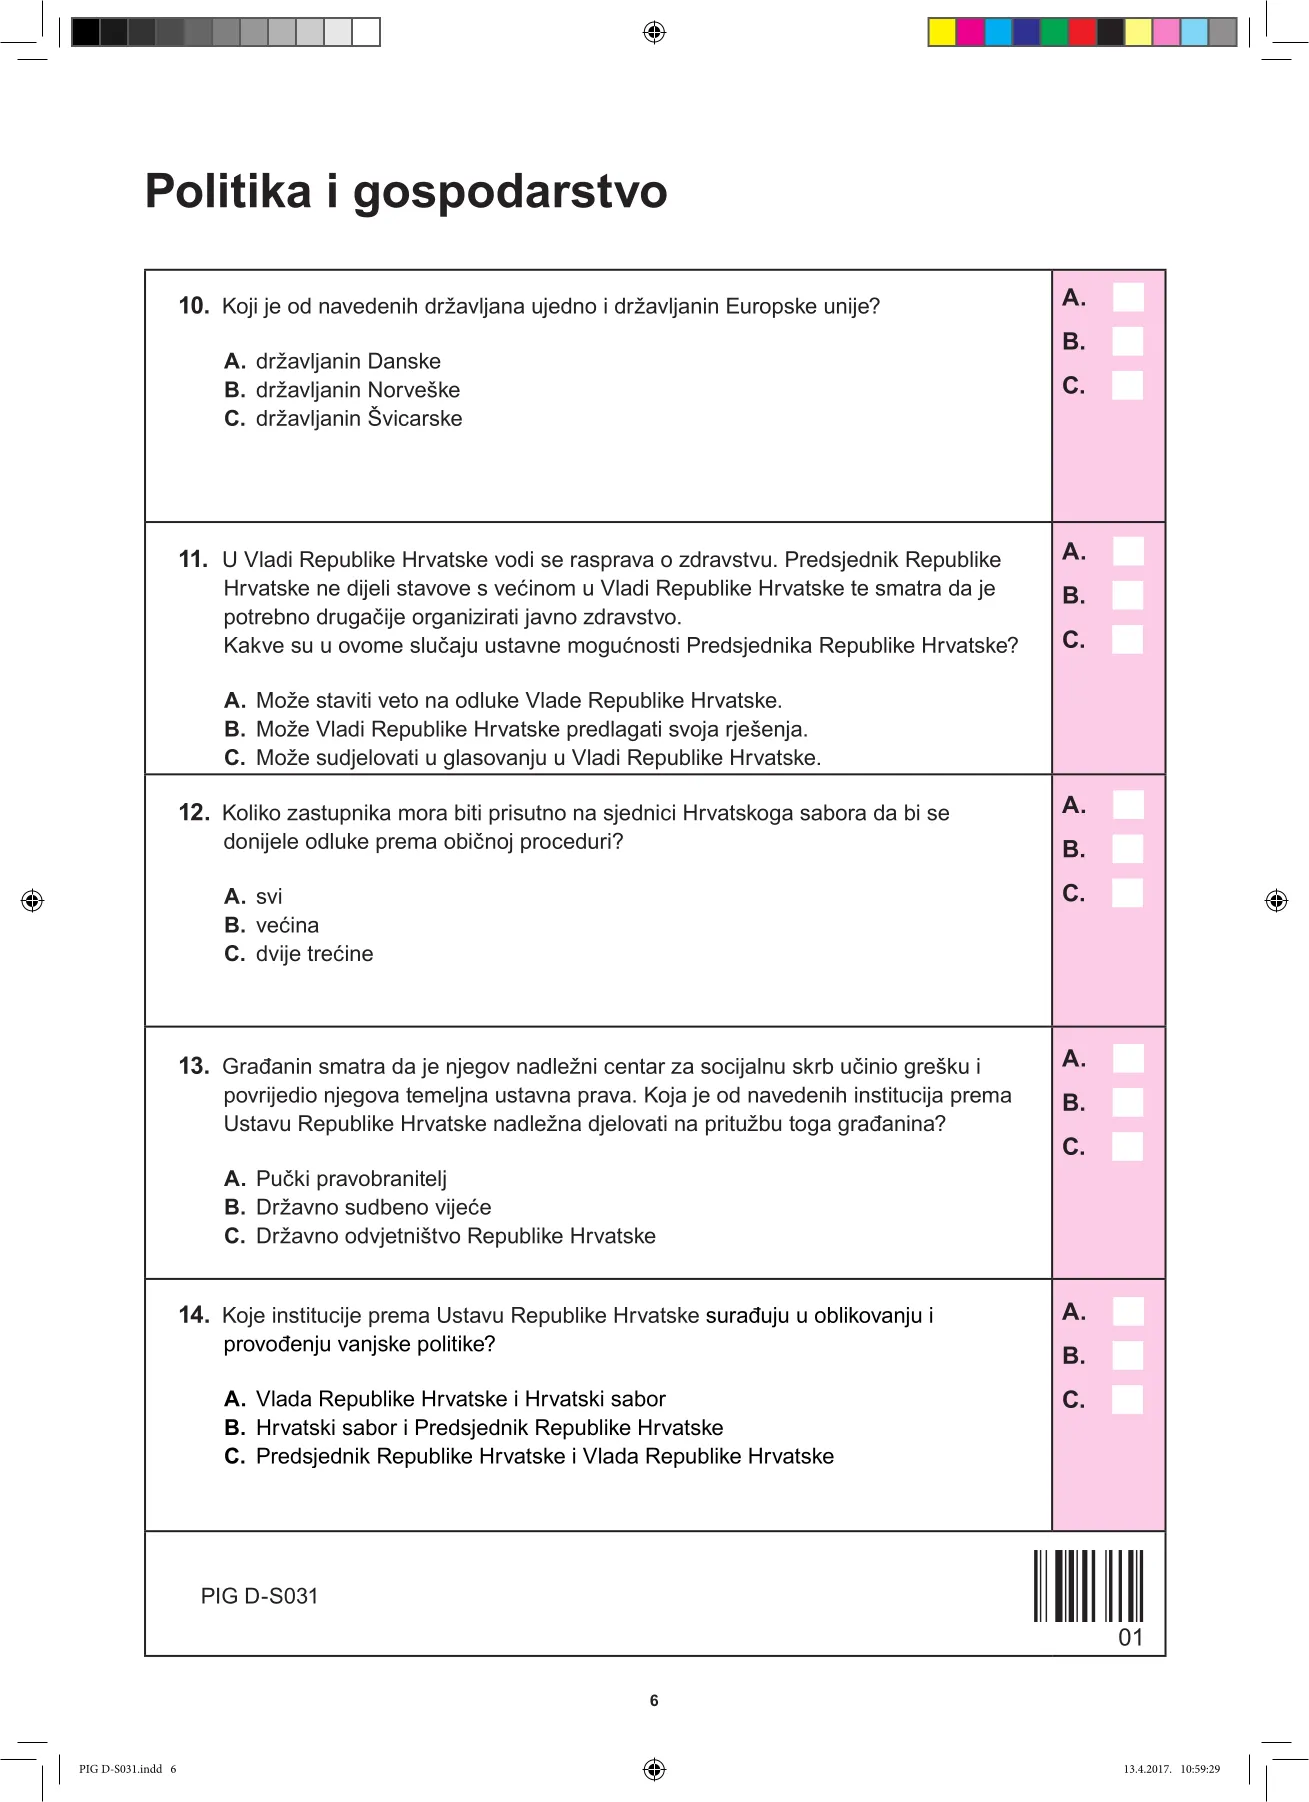 Politika i gospodarstvo
10. Koji je od navedenih državljana ujedno i državljanin Europske unije?
A. državljanin Danske
B. državljanin Norveške
C. državljanin Švicarske
A.
B.
C.
11. U Vladi Republike Hrvatske vodi se rasprava o zdravstvu. Predsjednik Republike
Hrvatske ne dijeli stavove s većinom u Vladi Republike Hrvatske te smatra da je
potrebno drugačije organizirati javno zdravstvo.
Kakve su u ovome slučaju ustavne mogućnosti Predsjednika Republike Hrvatske?
A. Može staviti veto na odluke Vlade Republike Hrvatske.
B. Može Vladi Republike Hrvatske predlagati svoja rješenja.
C. Može sudjelovati u glasovanju u Vladi Republike Hrvatske.
A.
B.
C.
12. Koliko zastupnika mora biti prisutno na sjednici Hrvatskoga sabora da bi se
donijele odluke prema običnoj proceduri?
A. svi
B. većina
C. dvije trećine
A.
B.
C.
13. Građanin smatra da je njegov nadležni centar za socijalnu skrb učinio grešku i
povrijedio njegova temeljna ustavna prava. Koja je od navedenih institucija prema
Ustavu Republike Hrvatske nadležna djelovati na pritužbu toga građanina?
A. Pučki pravobranitelj
B. Državno sudbeno vijeće
C. Državno odvjetništvo Republike Hrvatske
A.
B.
C.
14. Koje institucije prema Ustavu Republike Hrvatske surađuju u oblikovanju i
provođenju vanjske politike?
A. Vlada Republike Hrvatske i Hrvatski sabor
B. Hrvatski sabor i Predsjednik Republike Hrvatske
C. Predsjednik Republike Hrvatske i Vlada Republike Hrvatske
A.
B.
C.
PIG D-S031
01
6
PIG D-S031.indd 6
13.4.2017. 10:59:29